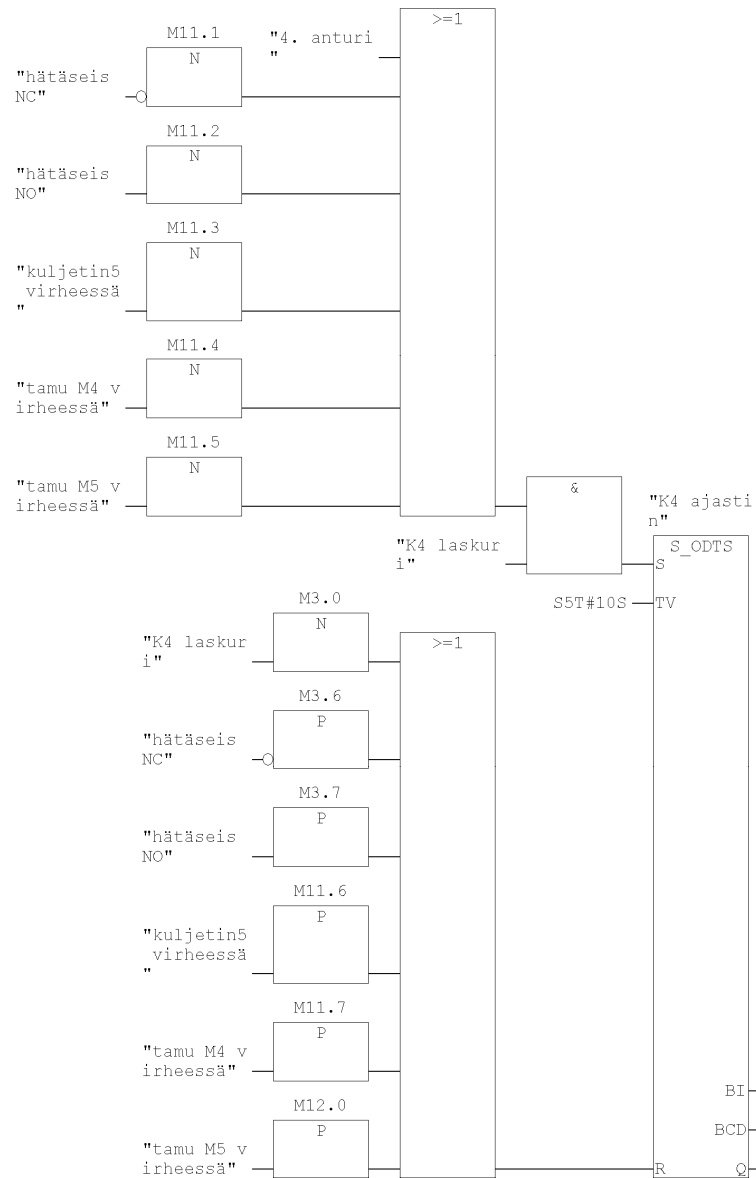 >=1
M11.1
"4. anturi
"
N
"hätäseis
NC"
M11.2
N
"hätäseis
NO"
M11.3
N
"kuljetin5
virheessä
"
M11.4
N
"tamu M4 v
irheessä"
M11.5
N
"tamu M5 v
irheessä"
&
"K4 ajasti
n"
"K4 laskur
i"
S_ODTS
S
S5T#10S
TV
M3.0
N
"K4 laskur
i"
>=1
M3.6
P
"hätäseis
NC"
M3.7
P
"hätäseis
NO"
M11.6
P
"kuljetin5
virheessä
"
M11.7
P
"tamu M4 v
irheessä"
BI
M12.0
P
BCD
"tamu M5 v
irheessä"
R
Q